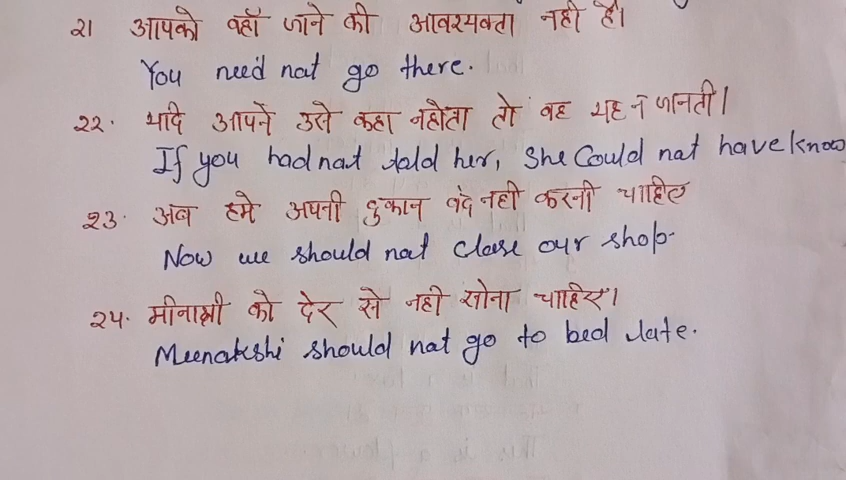 २१ आपको वहाँ जाने की आवश्यकता नही है।
You need nat go there.
२२. यदि आपने उसे कहा नहोता तो वह यह न जानती।
If you had nat told her, She Could nat have know
२३. अब हमे अपनी दुकान बंद नही करनी चाहिए
Now we should nat close our shop.
२४. मीनाक्षी को देर से नही सोना चाहिए।
Meenakshi should nat go to bed late.